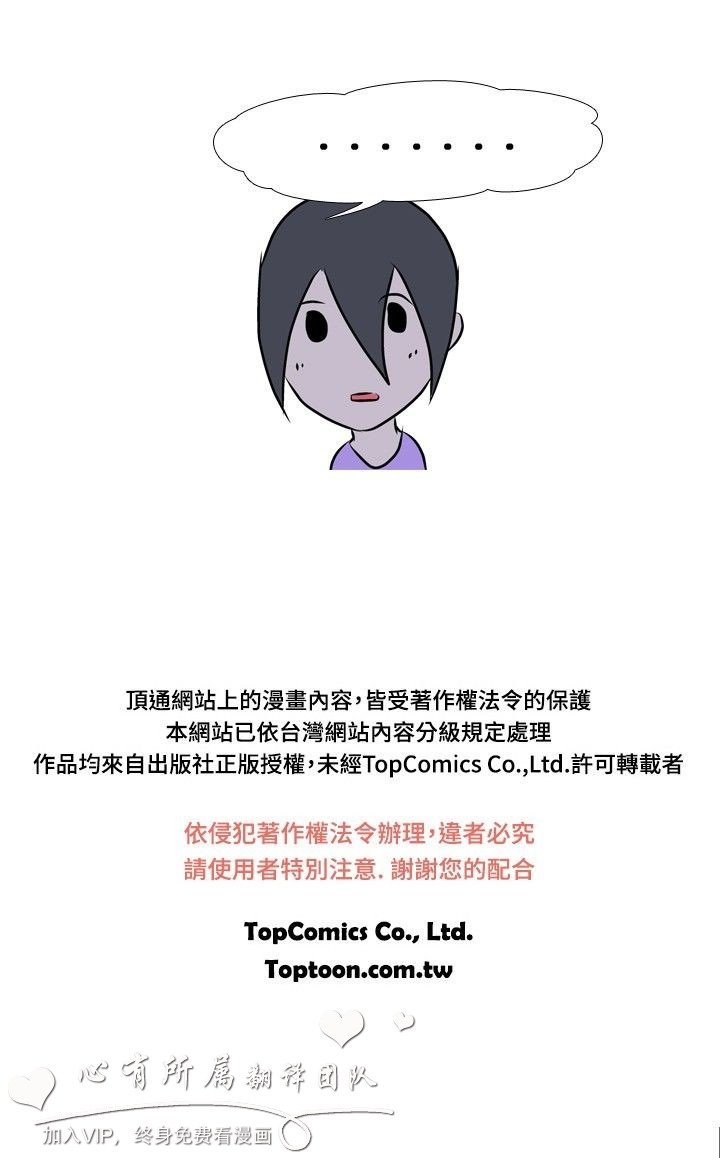 .......
頂通網站上的漫畫內容，皆受著作權法令的保護
本網站已依台灣網站內容分級規定處理
作品均來自出版社正版授權，未經TopComics Co.,Ltd.許可轉載者
依侵犯著作權法令辦理，違者必究
請使用者特別注意. 謝謝您的配合
TopComics Co., Ltd.
Toptoon.com.tw
心有所属翻译团队
加入VIP，终身免费看漫画